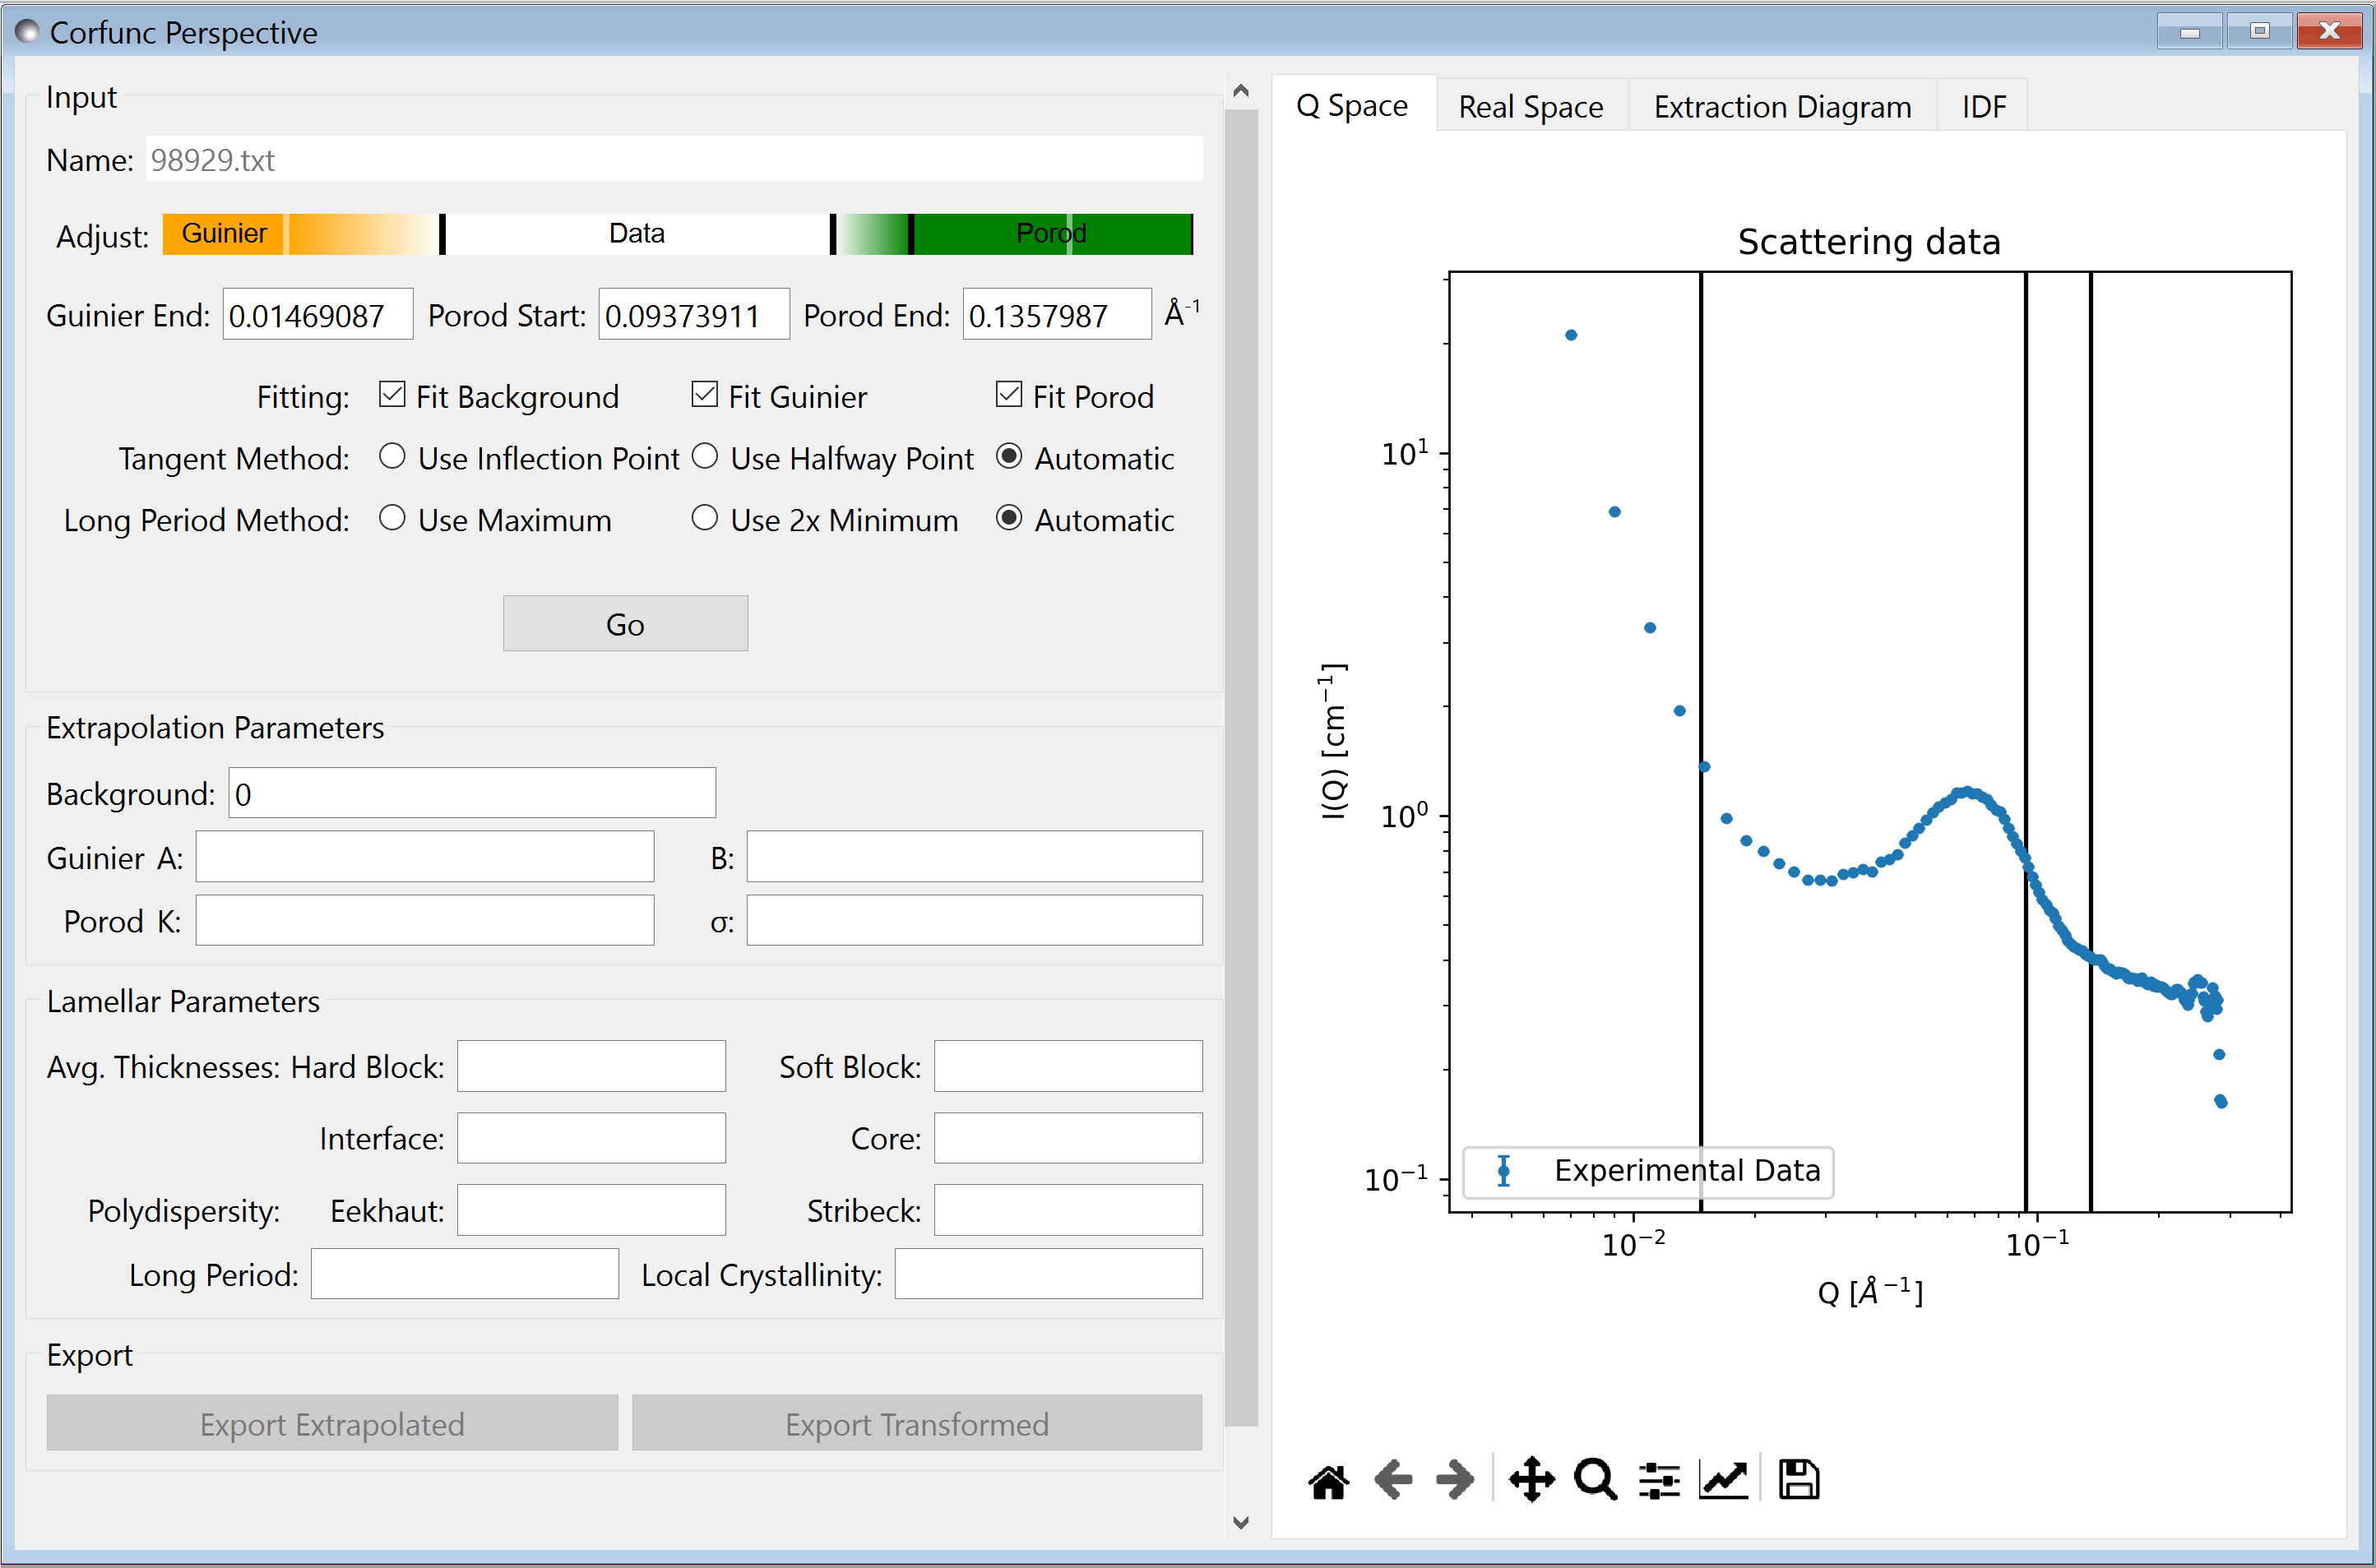 Corfunc Perspective
Input
Name: 98929.txt
Adjust: Guinier Data Porod
Guinier End: 0.01469087 Porod Start: 0.09373911 Porod End: 0.1357987 Å-1
Fitting: Fit Background Fit Guinier Fit Porod
Tangent Method: Use Inflection Point Use Halfway Point Automatic
Long Period Method: Use Maximum Use 2x Minimum Automatic
Go
Extrapolation Parameters
Background: 0
Guinier A: B:
Porod K: σ:
Lamellar Parameters
Avg. Thicknesses: Hard Block: Soft Block:
Interface: Core:
Polydispersity: Eekhaut: Stribeck:
Long Period: Local Crystallinity:
Export
Export Extrapolated Export Transformed
Q Space Real Space Extraction Diagram IDF
Scattering data
10¹
10⁰
10⁻¹
I(Q) [cm⁻¹]
Experimental Data
10⁻² 10⁻¹
Q [Å⁻¹]